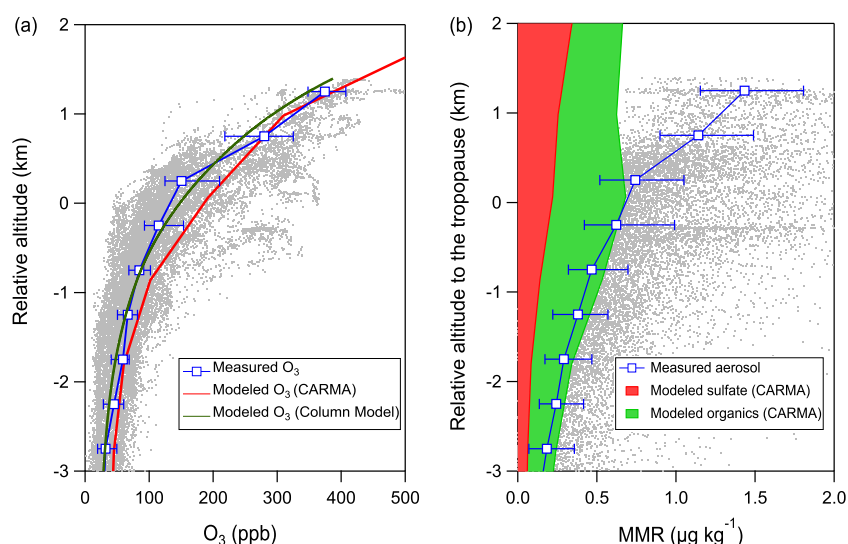 (a)
2
1
0
-1
-2
-3
Relative altitude (km)
0
100
200
300
400
500
O3 (ppb)
Measured O3
Modeled O3 (CARMA)
Modeled O3 (Column Model)
(b)
2
1
0
-1
-2
-3
Relative altitude to the tropopause (km)
0.0
0.5
1.0
1.5
2.0
MMR (µg kg-1)
Measured aerosol
Modeled sulfate (CARMA)
Modeled organics (CARMA)